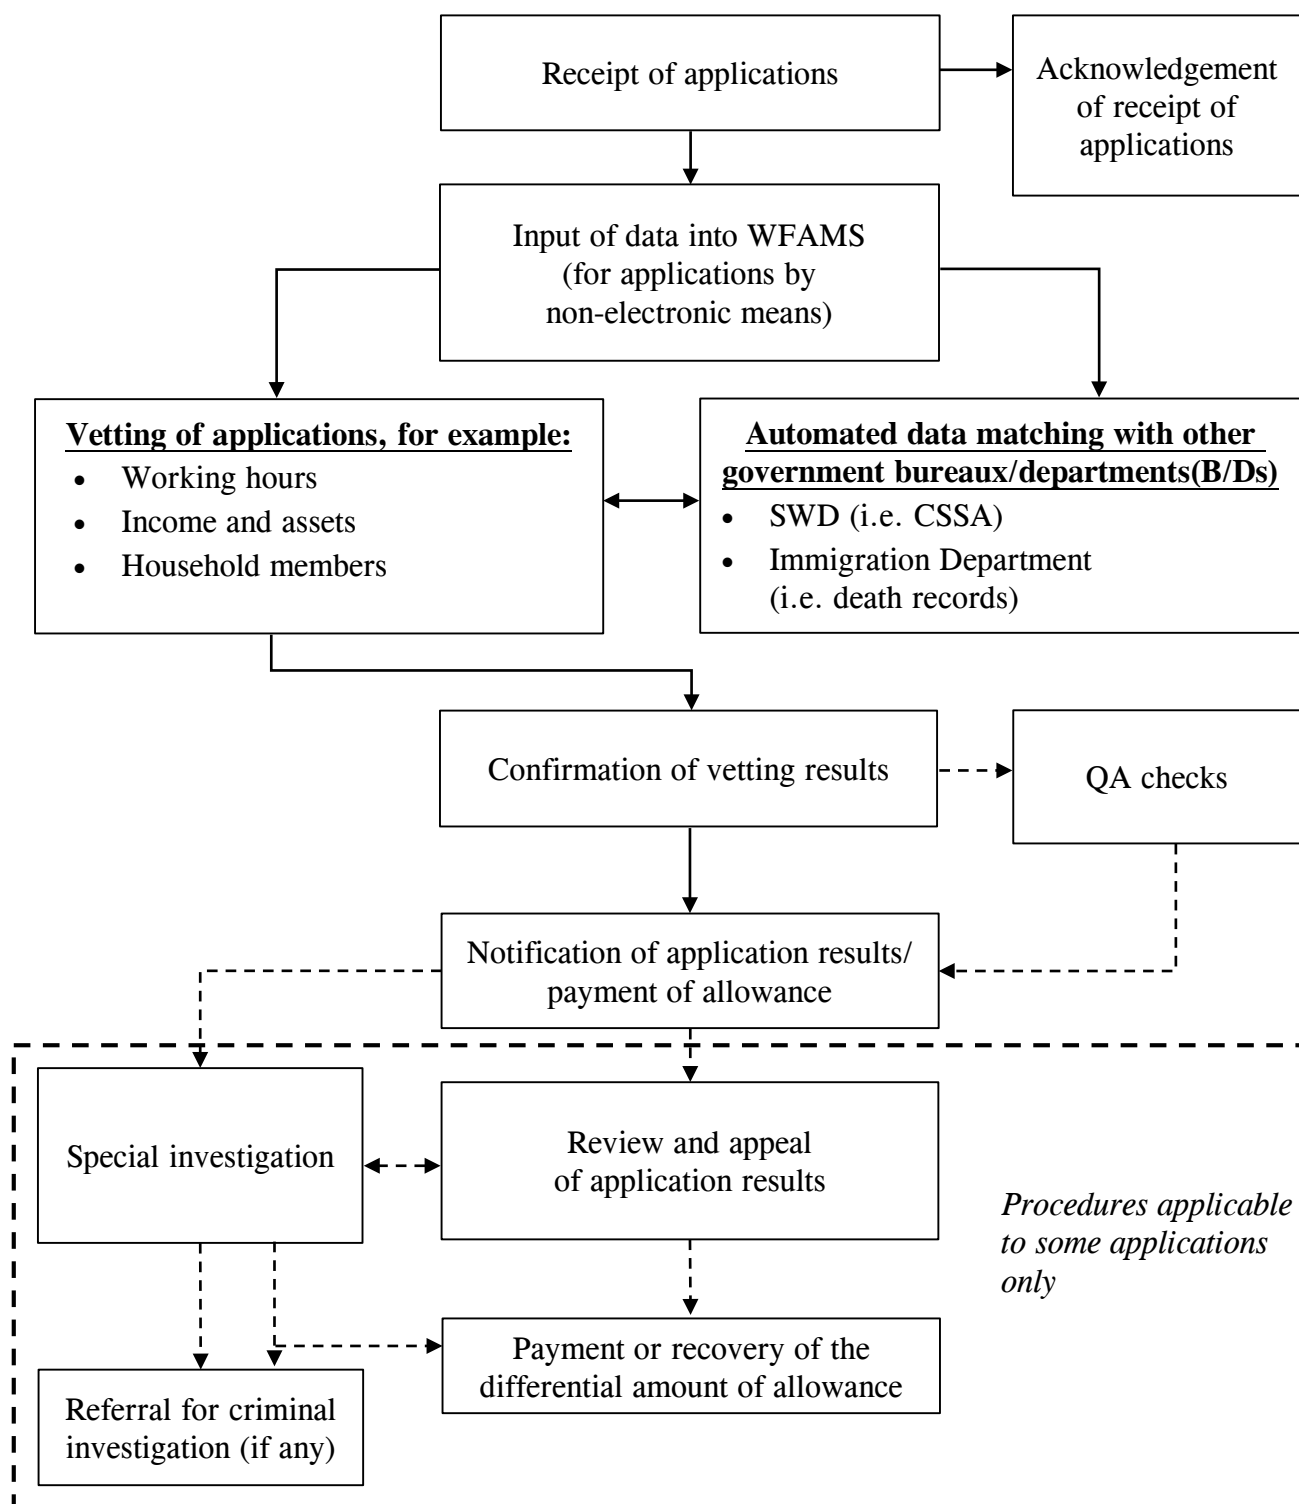 Receipt of applications
Acknowledgement
of receipt of
applications
Input of data into WFAMS
(for applications by
non-electronic means)
Vetting of applications, for example:
• Working hours
• Income and assets
• Household members
Automated data matching with other
government bureaux/departments(B/Ds)
• SWD (i.e. CSSA)
• Immigration Department
(i.e. death records)
Confirmation of vetting results
QA checks
Notification of application results/
payment of allowance
Special investigation
Review and appeal
of application results
Procedures applicable
to some applications
only
Payment or recovery of the
differential amount of allowance
Referral for criminal
investigation (if any)